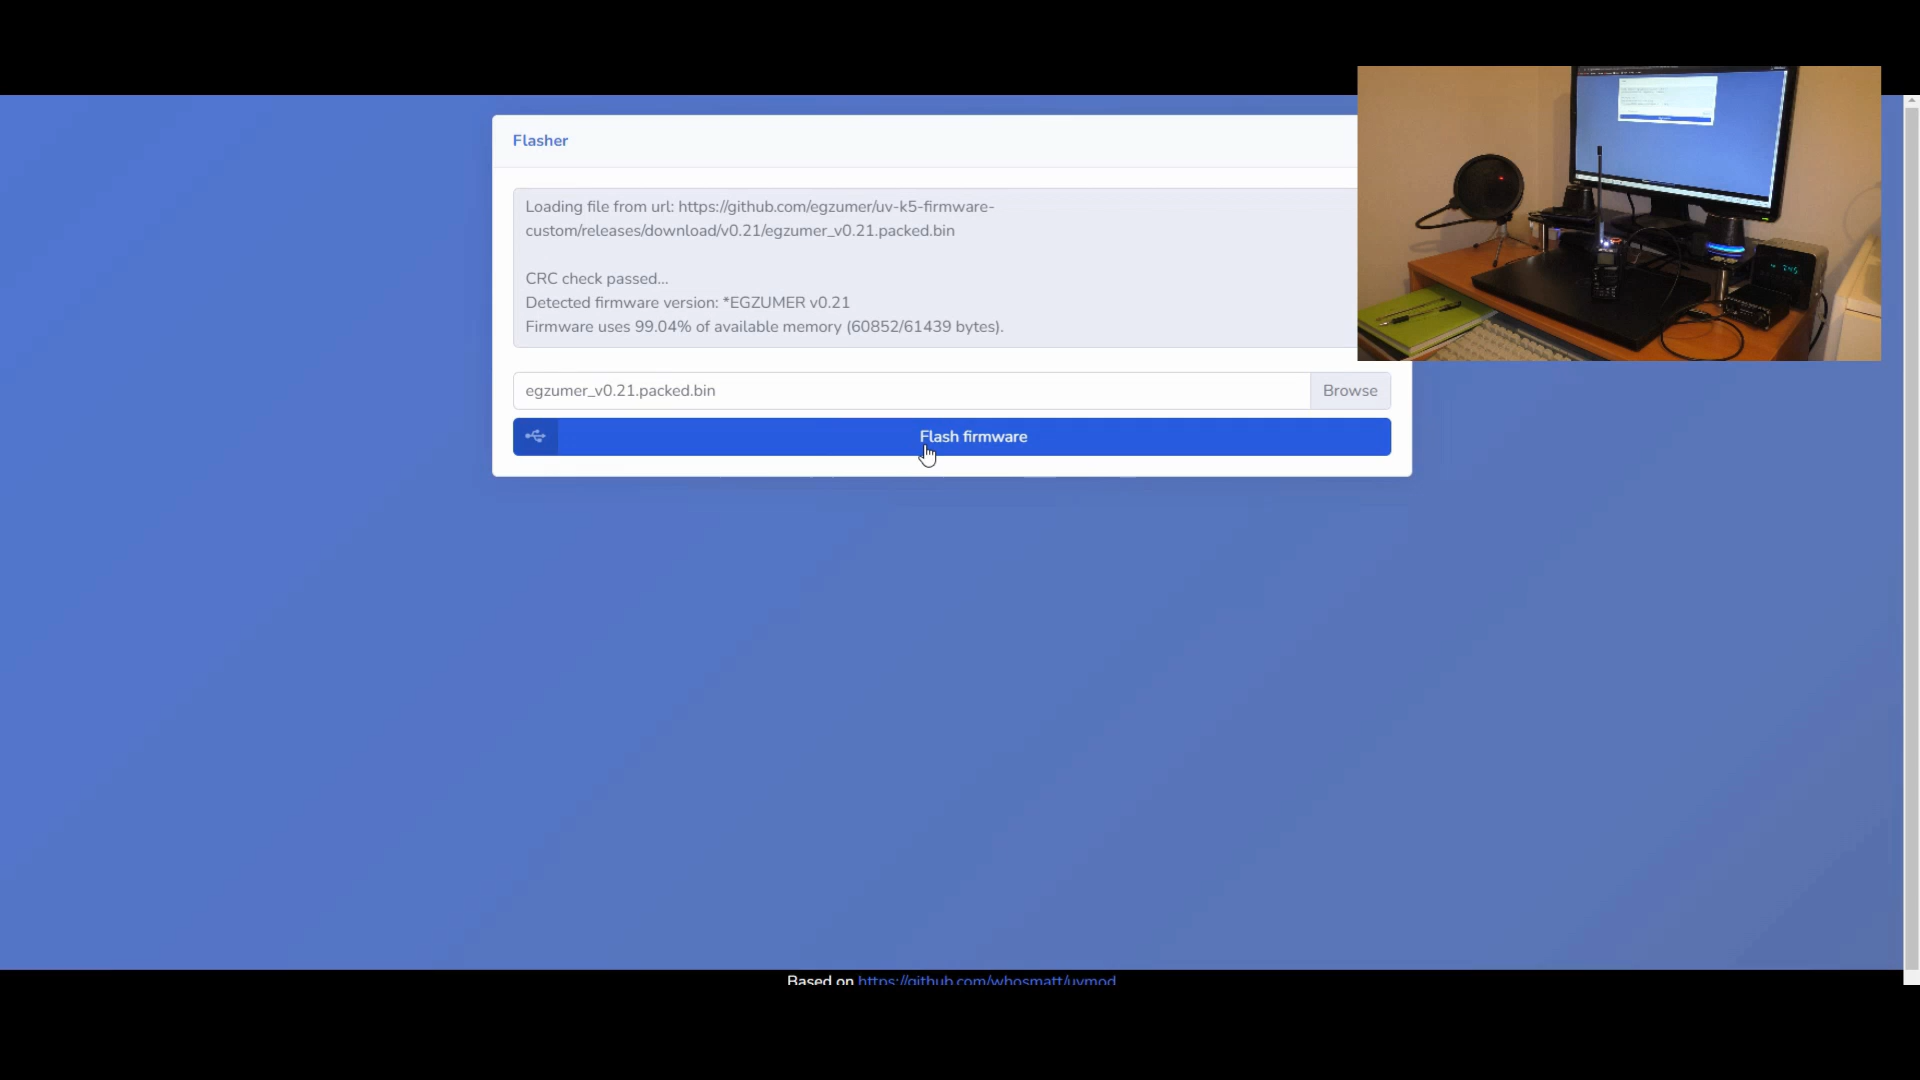 Flasher
Loading file from url: https://github.com/egzumer/uv-k5-firmware-
custom/releases/download/v0.21/egzumer_v0.21.packed.bin
CRC check passed...
Detected firmware version: *EGZUMER v0.21
Firmware uses 99.04% of available memory (60852/61439 bytes).
egzumer_v0.21.packed.bin
Browse
Flash firmware
Based on https://github.com/whosmatt/uvmod